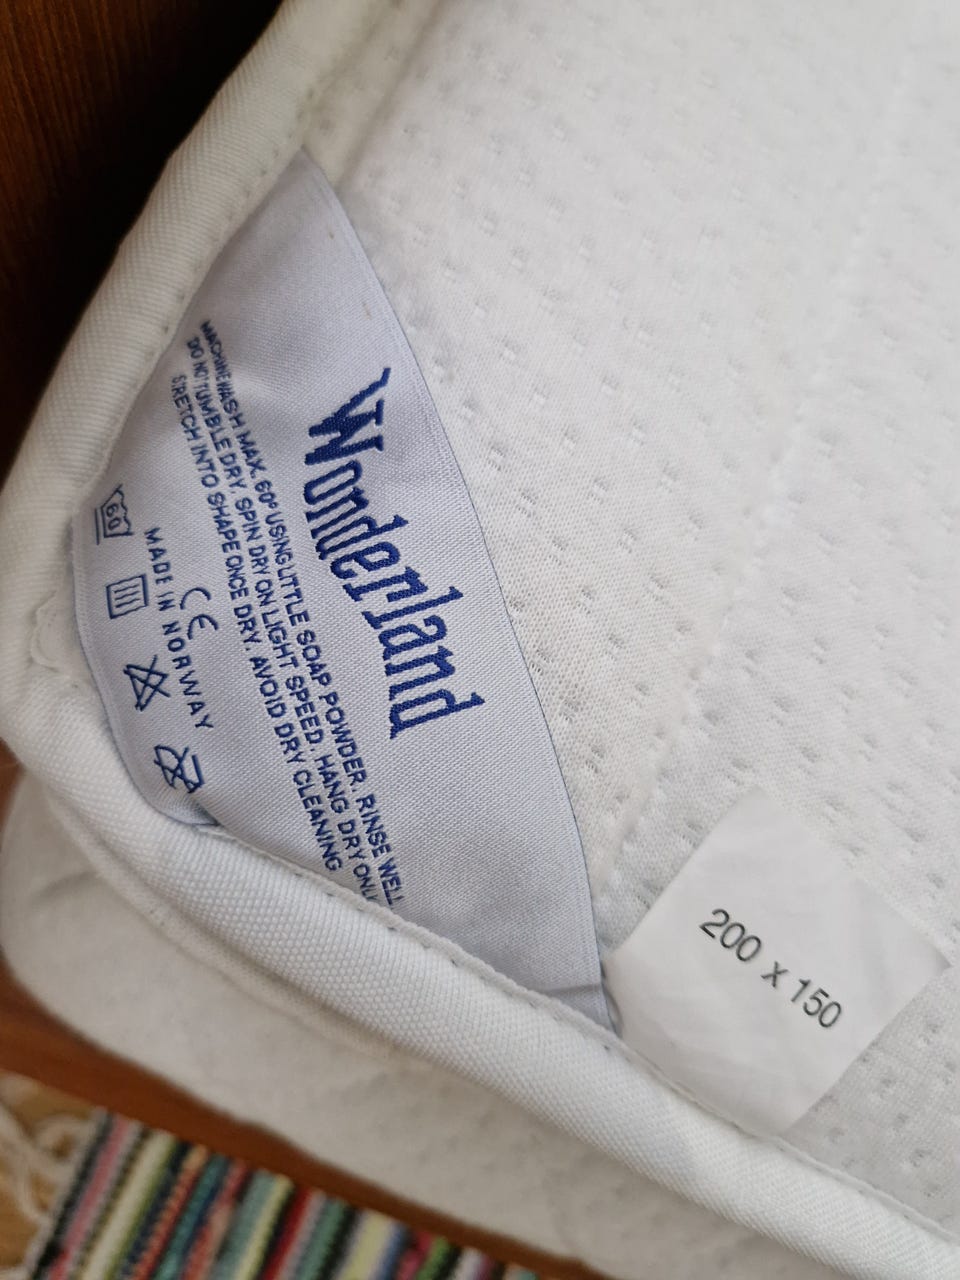 Wonderland
MACHINE WASH MAX. 60° USING LITTLE SOAP POWDER. RINSE WELL
DO NOT TUMBLE DRY. SPIN DRY ON LIGHT SPEED. HANG DRY ONLY
STRETCH INTO SHAPE ONCE DRY. AVOID DRY CLEANING
CE
MADE IN NORWAY
60
200 x 150